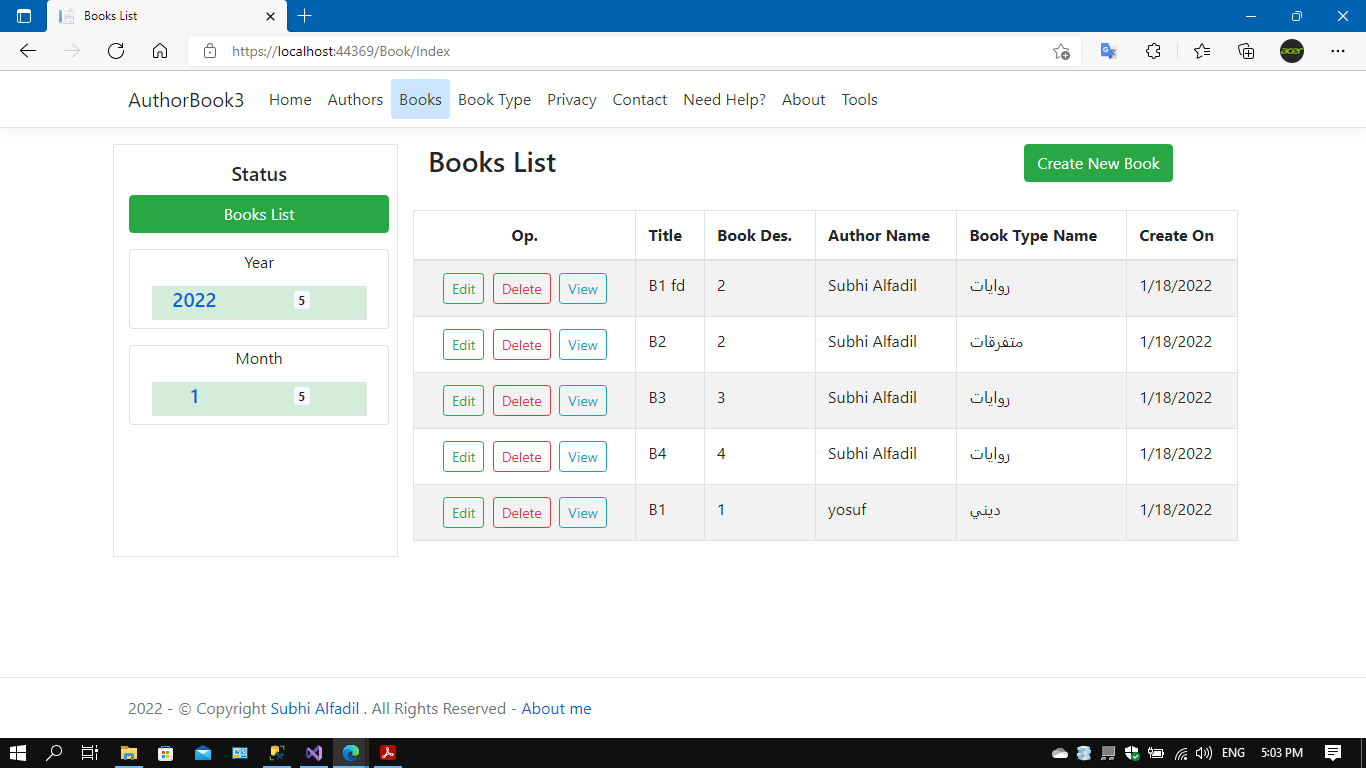 Books List
https://localhost:44369/Book/Index
acer
AuthorBook3 Home Authors Books Book Type Privacy Contact Need Help? About Tools
Status
Books List
Year
2022 5
Month
1 5
Books List
Create New Book
Op. Title Book Des. Author Name Book Type Name Create On
Edit Delete View B1 fd 2 Subhi Alfadil روايات 1/18/2022
Edit Delete View B2 2 Subhi Alfadil متفرقات 1/18/2022
Edit Delete View B3 3 Subhi Alfadil روايات 1/18/2022
Edit Delete View B4 4 Subhi Alfadil روايات 1/18/2022
Edit Delete View B1 1 yosuf ديني 1/18/2022
2022 - © Copyright Subhi Alfadil . All Rights Reserved - About me
ENG 5:03 PM